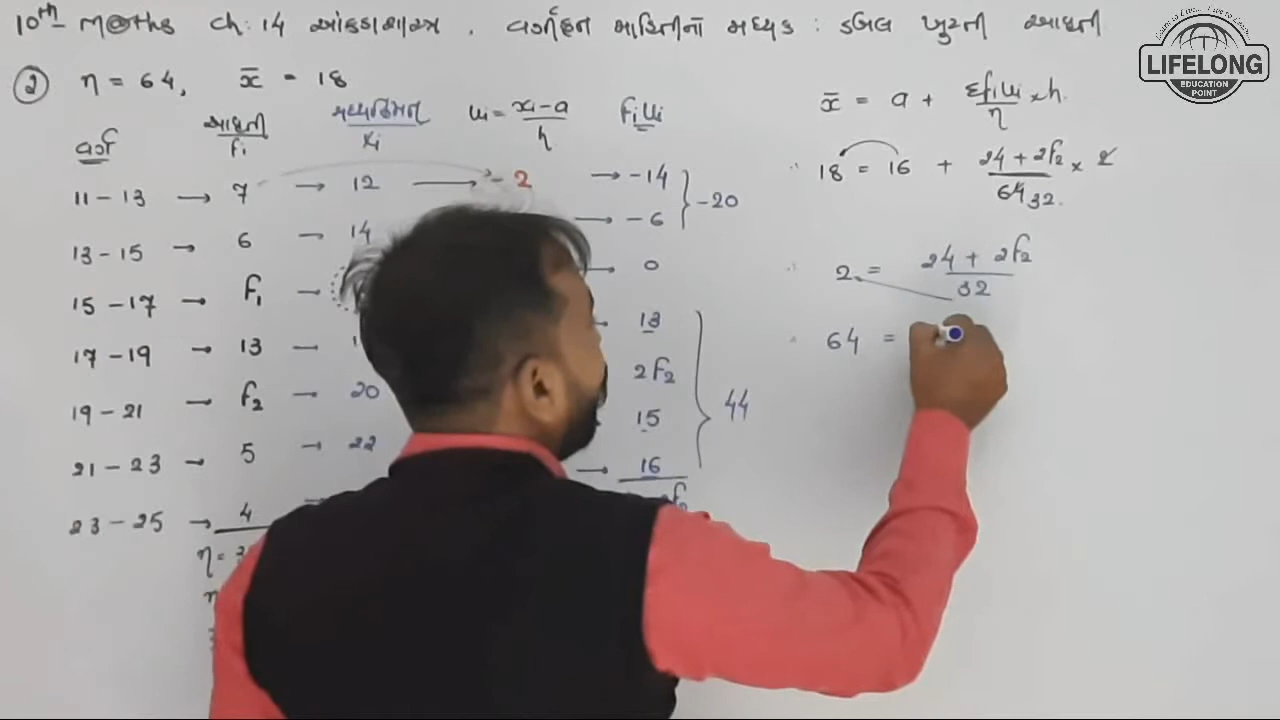 10th Maths Ch: 14 આંકડાશાસ્ત્ર . વર્ગીકૃત માહિતીનો મધ્યક : ડબલ ખુટતી આવૃત્તી
LIFELONG
EDUCATION POINT
② n = 64, x̄ = 18
વર્ગ આવૃત્તી/fi મધ્યકિંમત/xi ui = xi-a/h fiui
11 - 13 → 7 → 12 → - 2 → -14
13 - 15 → 6 → 14 → - 6 } -20
15 - 17 → f1 → 0
17 - 19 → 13 → 13
19 - 21 → f2 → 20 2f2
21 - 23 → 5 → 22 15 } 44
23 - 25 → 4 → 16
n =
x̄ = a + Σfiui/n × h.
∴ 18 = 16 + 24 + 2f2/64 32. × 2
∴ 2 = 24 + 2f2/32
∴ 64 =